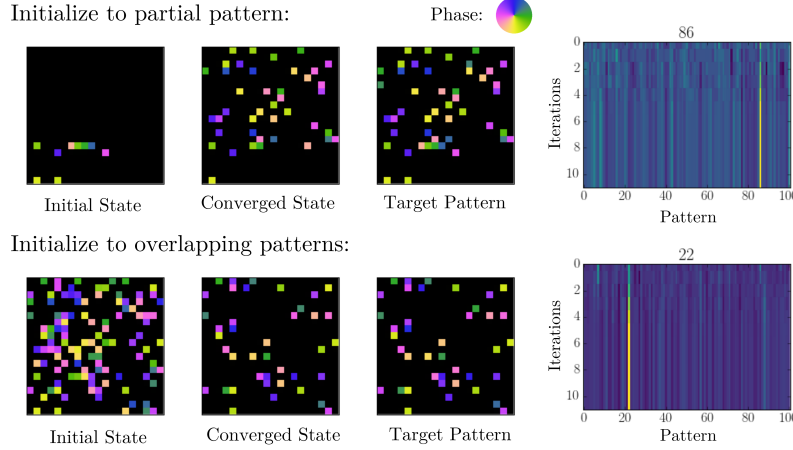 Initialize to partial pattern:
Phase:
Initial State
Converged State
Target Pattern
86
Iterations
0
2
4
6
8
10
0
20
40
60
80
100
Pattern
Initialize to overlapping patterns:
Initial State
Converged State
Target Pattern
22
Iterations
0
2
4
6
8
10
0
20
40
60
80
100
Pattern